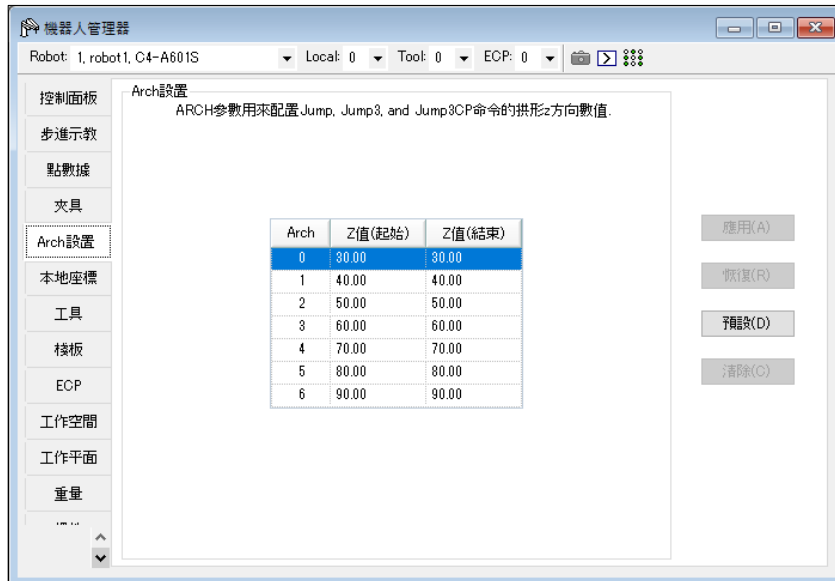 機器人管理器
Robot: 1, robot1, C4-A601S Local: 0 Tool: 0 ECP: 0
控制面板
步進示教
點數據
夾具
Arch設置
本地座標
工具
棧板
ECP
工作空間
工作平面
重量
Arch設置
ARCH參數用來配置Jump, Jump3, and Jump3CP命令的拱形z方向數值.
Arch Z值(起始) Z值(結束)
0 30.00 30.00
1 40.00 40.00
2 50.00 50.00
3 60.00 60.00
4 70.00 70.00
5 80.00 80.00
6 90.00 90.00
應用(A)
恢復(R)
預設(D)
清除(C)